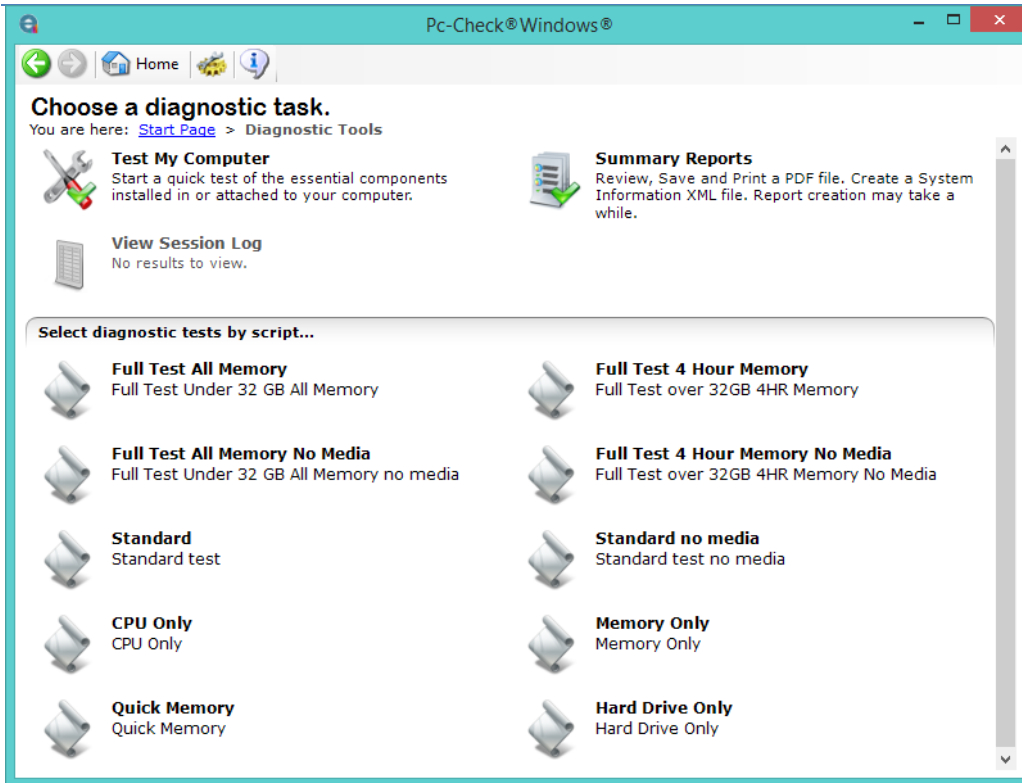 Pc-Check®Windows®
Home
Choose a diagnostic task.
You are here: Start Page > Diagnostic Tools
Test My Computer
Start a quick test of the essential components
installed in or attached to your computer.
Summary Reports
Review, Save and Print a PDF file. Create a System
Information XML file. Report creation may take a
while.
View Session Log
No results to view.
Select diagnostic tests by script...
Full Test All Memory
Full Test Under 32 GB All Memory
Full Test 4 Hour Memory
Full Test over 32GB 4HR Memory
Full Test All Memory No Media
Full Test Under 32 GB All Memory no media
Full Test 4 Hour Memory No Media
Full Test over 32GB 4HR Memory No Media
Standard
Standard test
Standard no media
Standard test no media
CPU Only
CPU Only
Memory Only
Memory Only
Quick Memory
Quick Memory
Hard Drive Only
Hard Drive Only